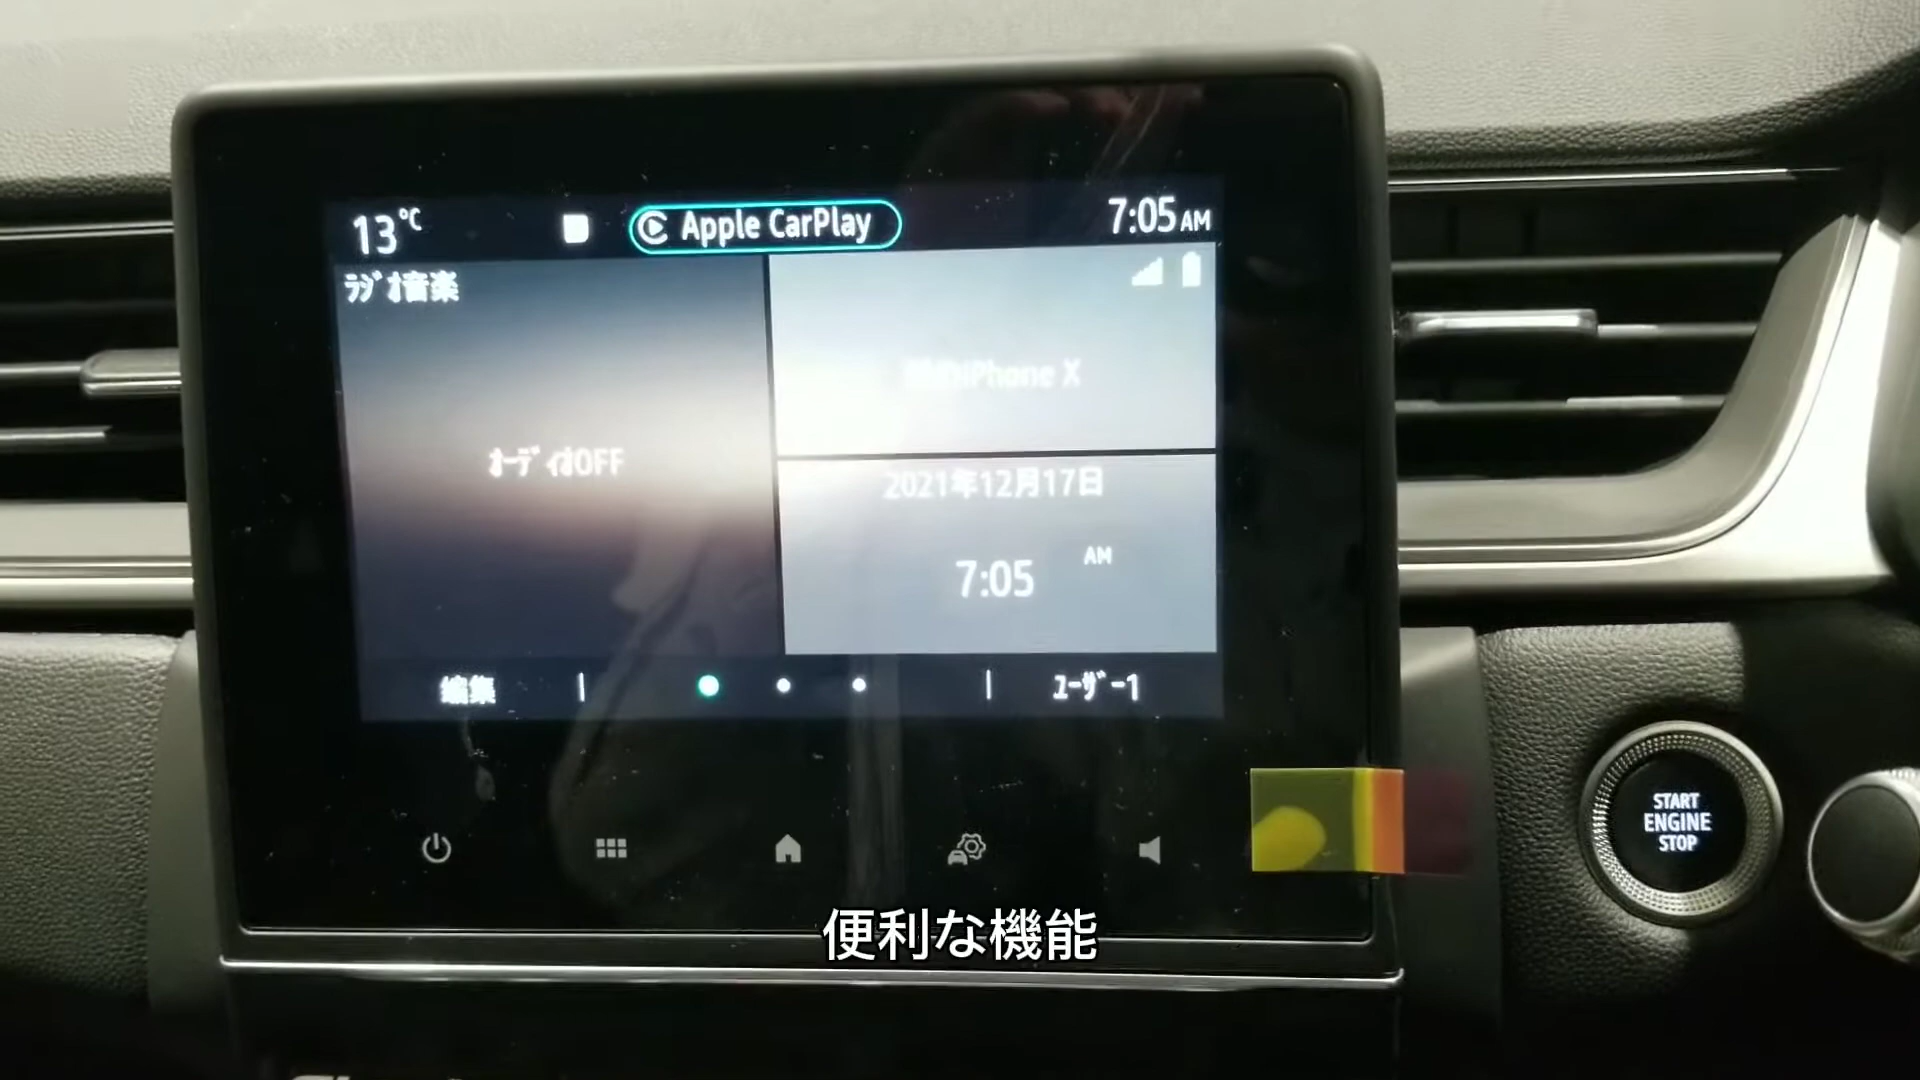 13℃
Apple CarPlay
7:05 AM
ﾗｼﾞｵ音楽
iPhone X
ｵｰﾃﾞｨｵOFF
2021年12月17日
7:05 AM
編集
ﾕｰｻﾞｰ1
START
ENGINE
STOP
便利な機能